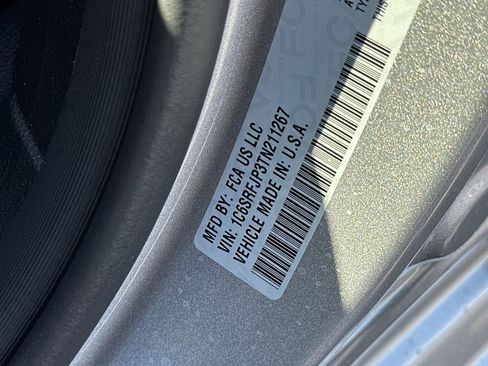 MFD BY: FCA US LLC
VIN: 1C6SRFJP3TN211267
VEHICLE MADE IN: U.S.A.